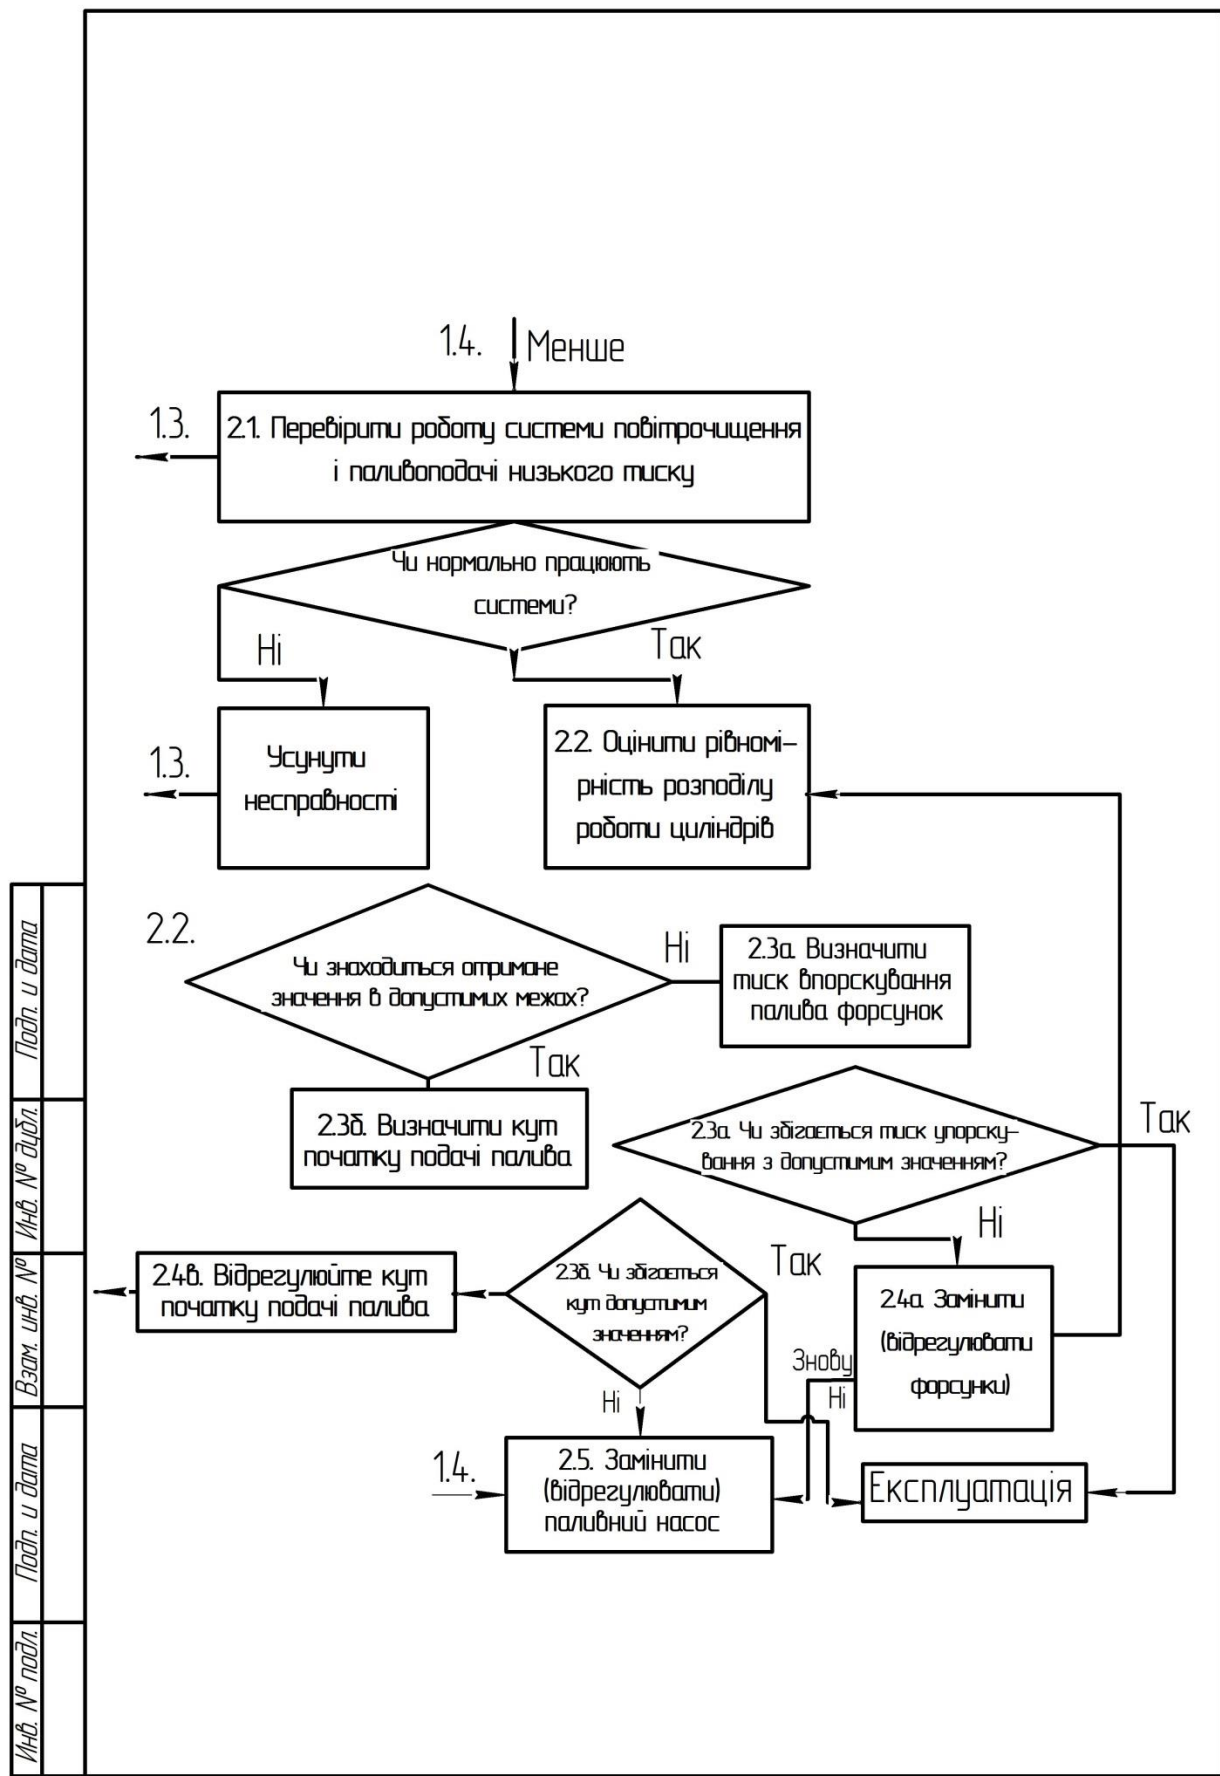 1.4.
Менше
1.3.
2.1. Перевірити роботу системи повітрочищення
і паливоподачі низького тиску
Чи нормально працюють
системи?
Ні
Так
1.3.
Усунути
несправності
2.2. Оцінити рівномі-
рність розподілу
роботи циліндрів
2.2.
Чи знаходиться отримане
значення в допустимих межах?
Ні
2.3а. Визначити
тиск впорскування
палива форсунок
Так
2.3б. Визначити кут
початку подачі палива
2.3а. Чи збігається тиск упорску-
вання з допустимим значенням?
Так
Ні
2.4в. Відрегулюйте кут
початку подачі палива
2.3б. Чи збігається
кут допустимим
значенням?
Так
2.4а. Замінити
(відрегулювати
форсунки)
Знову
Ні
Ні
1.4.
2.5. Замінити
(відрегулювати)
паливний насос
Експлуатація
Подп. и дата
Инв. № дубл.
Взам. инв. №
Подп. и дата
Инв. № подл.